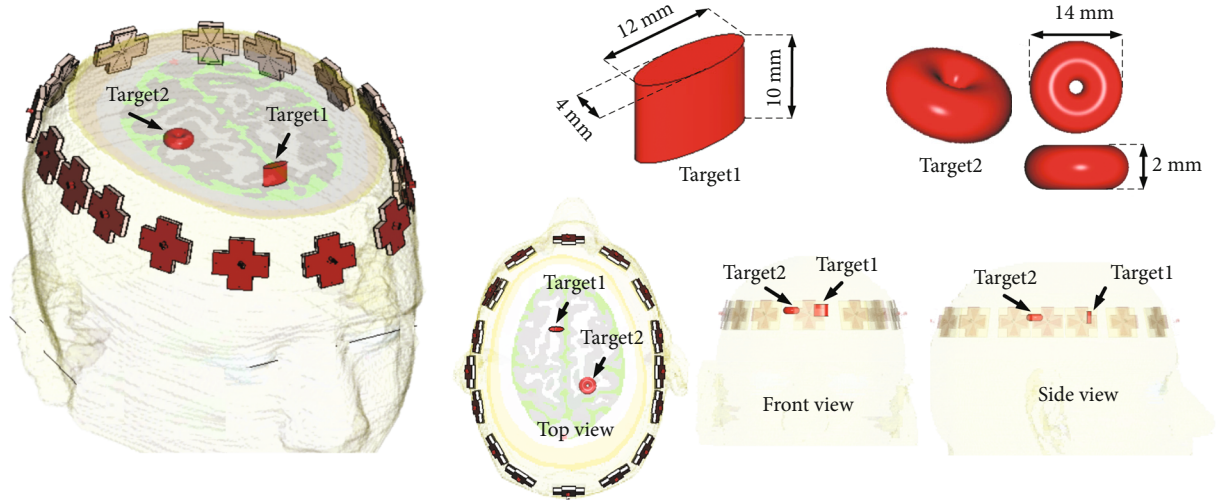 Target2
Target1
12 mm
4 mm
10 mm
Target1
14 mm
Target2
2 mm
Target1
Target2
Top view
Target2
Target1
Front view
Target2
Target1
Side view